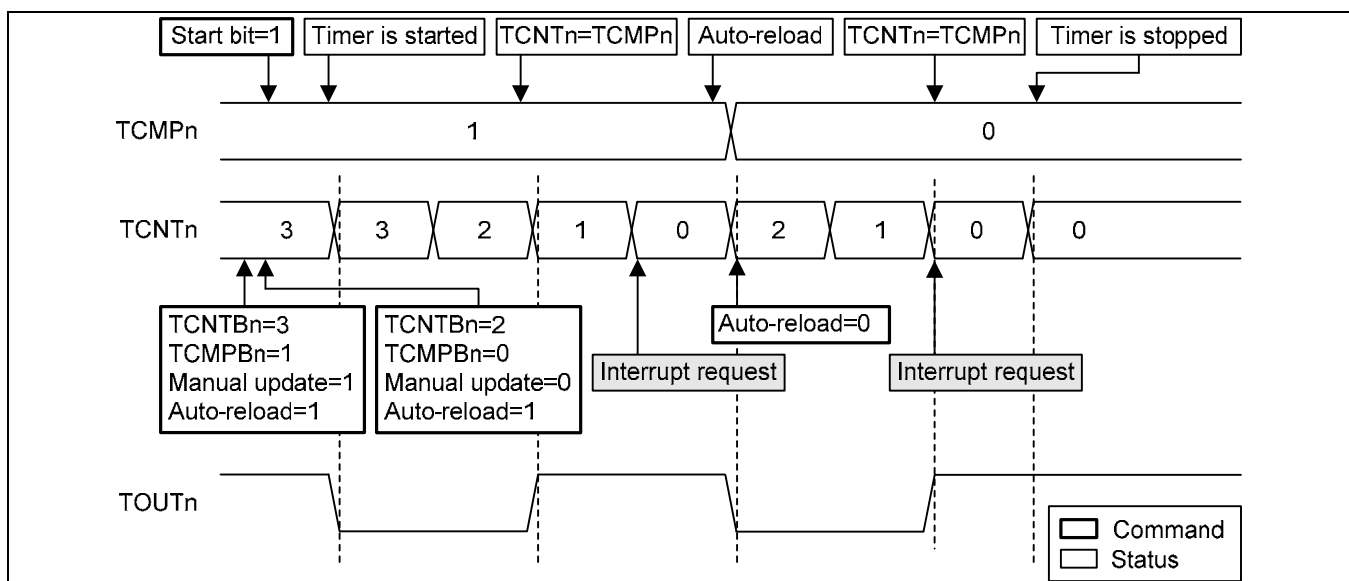 Start bit=1
Timer is started
TCNTn=TCMPn
Auto-reload
TCNTn=TCMPn
Timer is stopped
TCMPn
1
0
TCNTn
3
3
2
1
0
2
1
0
0
TCNTBn=3
TCMPBn=1
Manual update=1
Auto-reload=1
TCNTBn=2
TCMPBn=0
Manual update=0
Auto-reload=1
Interrupt request
Auto-reload=0
Interrupt request
TOUTn
Command
Status